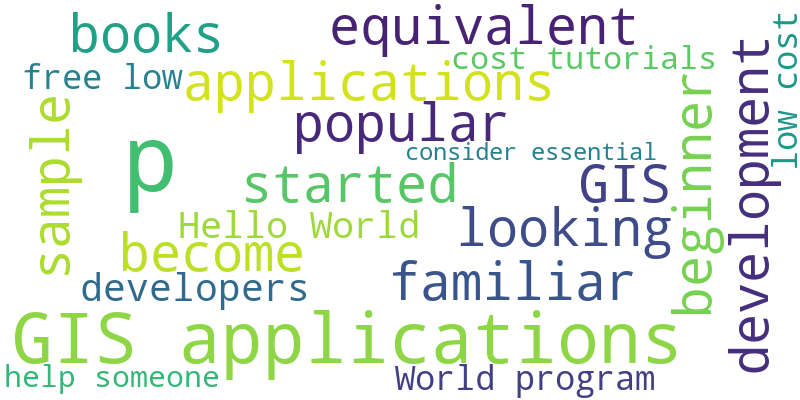 books
equivalent
cost tutorials
low cost
free low
applications
popular
development
sample
p
consider essential
beginner
started
GIS
Hello World
looking
become
familiar
developers
GIS applications
help someone
World program